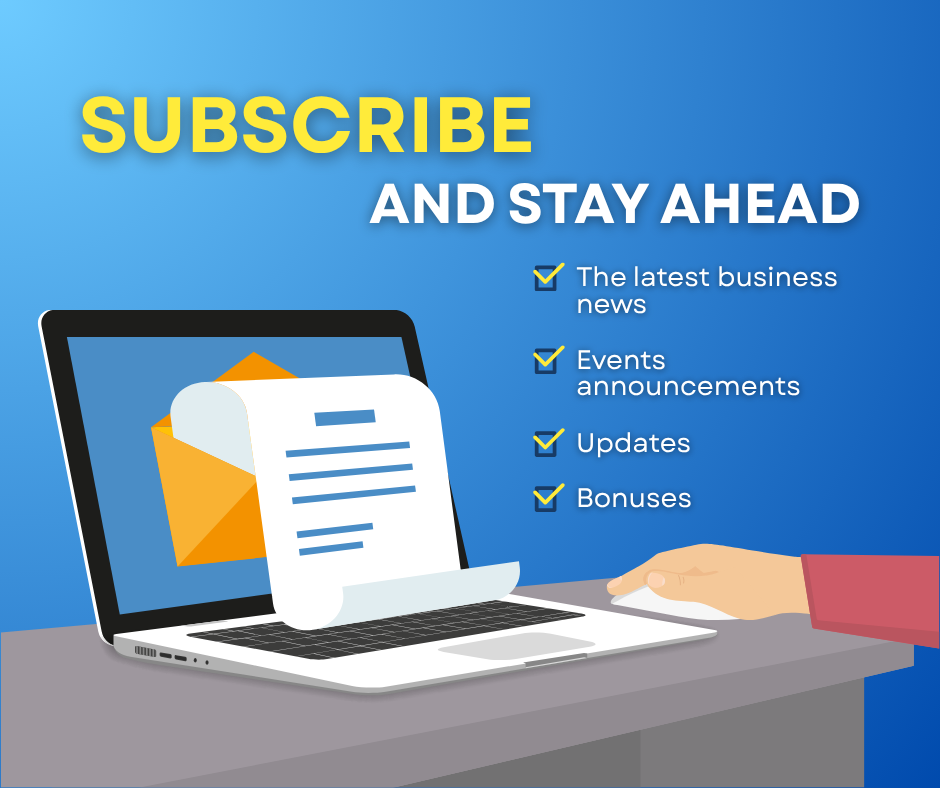 SUBSCRIBE
AND STAY AHEAD
The latest business
news
Events
announcements
Updates
Bonuses